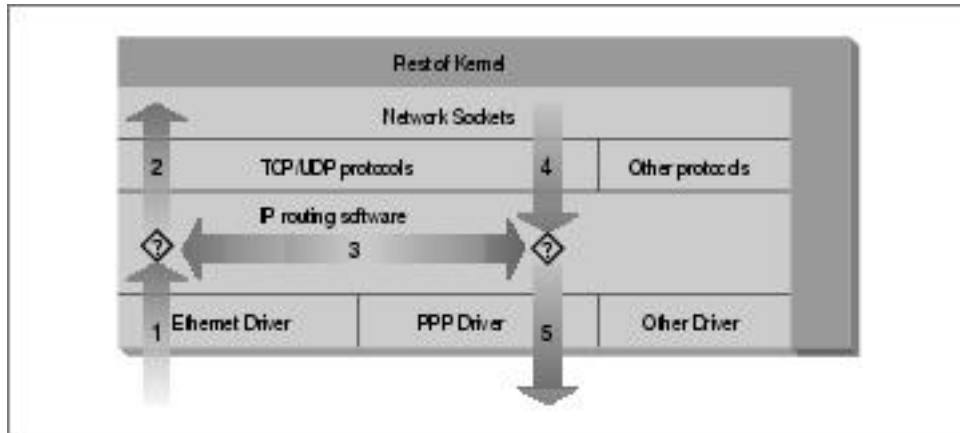 Rest of Kernel
Network Sockets
2
TCP/UDP protocols
4
Other protocols
IP routing software
?
3
?
1
Ethernet Driver
PPP Driver
5
Other Driver